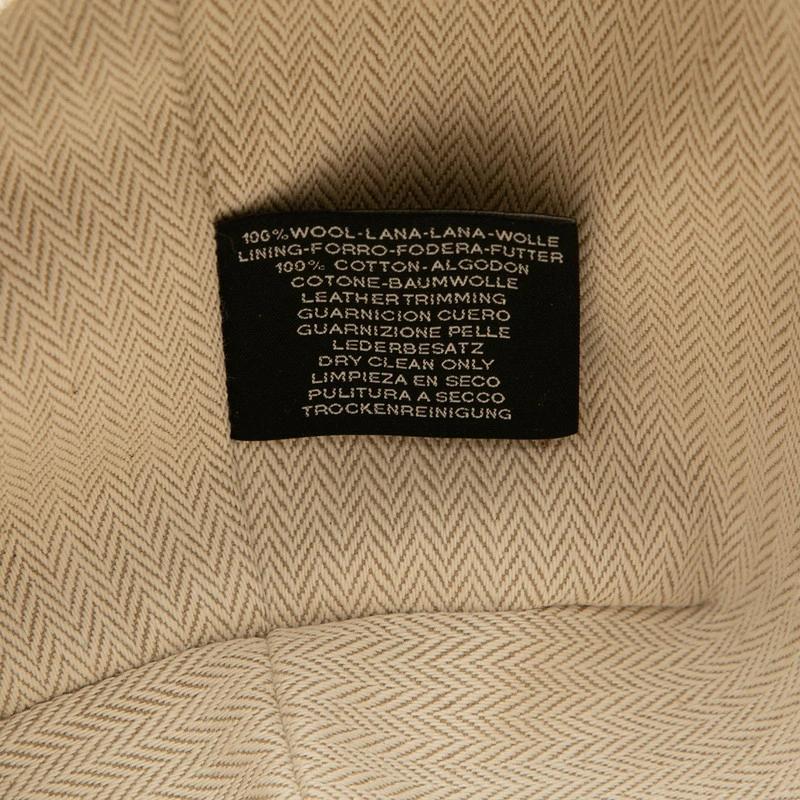 100%WOOL-LANA-LANA-WOLLE
LINING-FORRO-FODERA-FUTTER
100% COTTON-ALGODON
COTONE-BAUMWOLLE
LEATHER TRIMMING
GUARNICION CUERO
GUARNIZIONE PELLE
LEDERBESATZ
DRY CLEAN ONLY
LIMPIEZA EN SECO
PULITURA A SECCO
TROCKENREINIGUNG